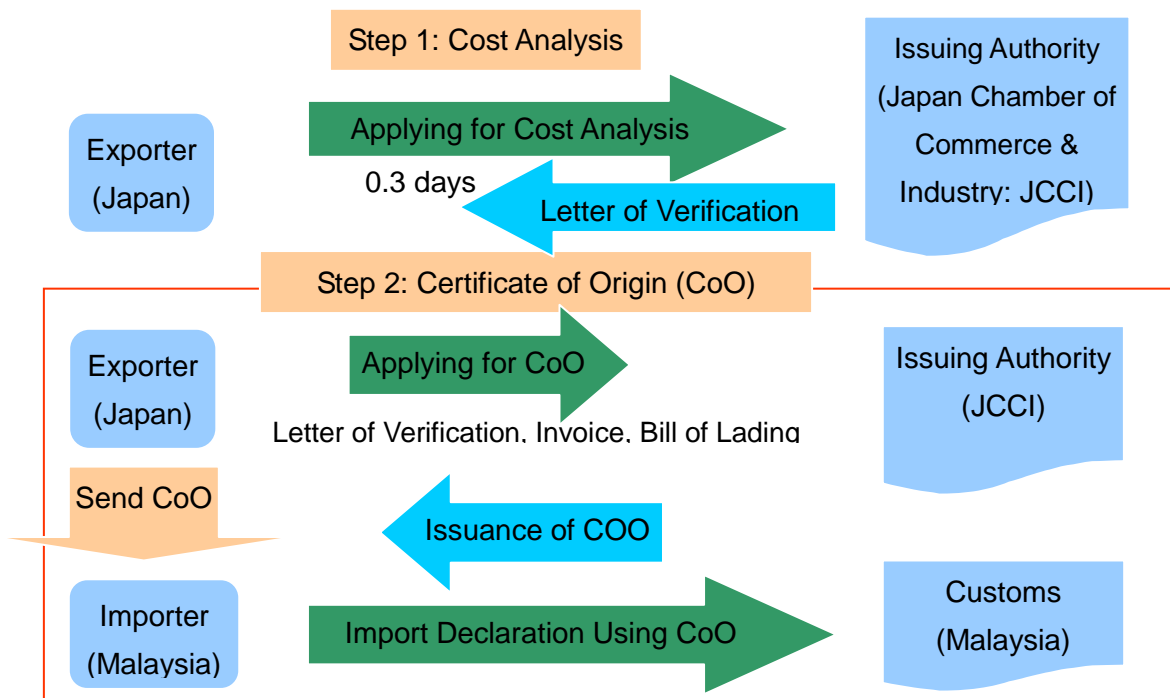 Step 1: Cost Analysis
Issuing Authority
(Japan Chamber of
Commerce &
Industry: JCCI)
Exporter
(Japan)
Applying for Cost Analysis
0.3 days
Letter of Verification
Step 2: Certificate of Origin (CoO)
Exporter
(Japan)
Applying for CoO
Issuing Authority
(JCCI)
Letter of Verification, Invoice, Bill of Lading
Send CoO
Issuance of COO
Importer
(Malaysia)
Import Declaration Using CoO
Customs
(Malaysia)